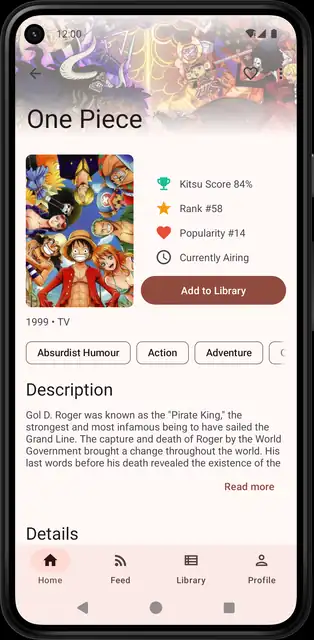 12:00
One Piece
Kitsu Score 84%
Rank #58
Popularity #14
Currently Airing
Add to Library
1999 • TV
Absurdist Humour
Action
Adventure
Description
Gol D. Roger was known as the "Pirate King," the
strongest and most infamous being to have sailed the
Grand Line. The capture and death of Roger by the World
Government brought a change throughout the world. His
last words before his death revealed the existence of the
Read more
Details
Home
Feed
Library
Profile